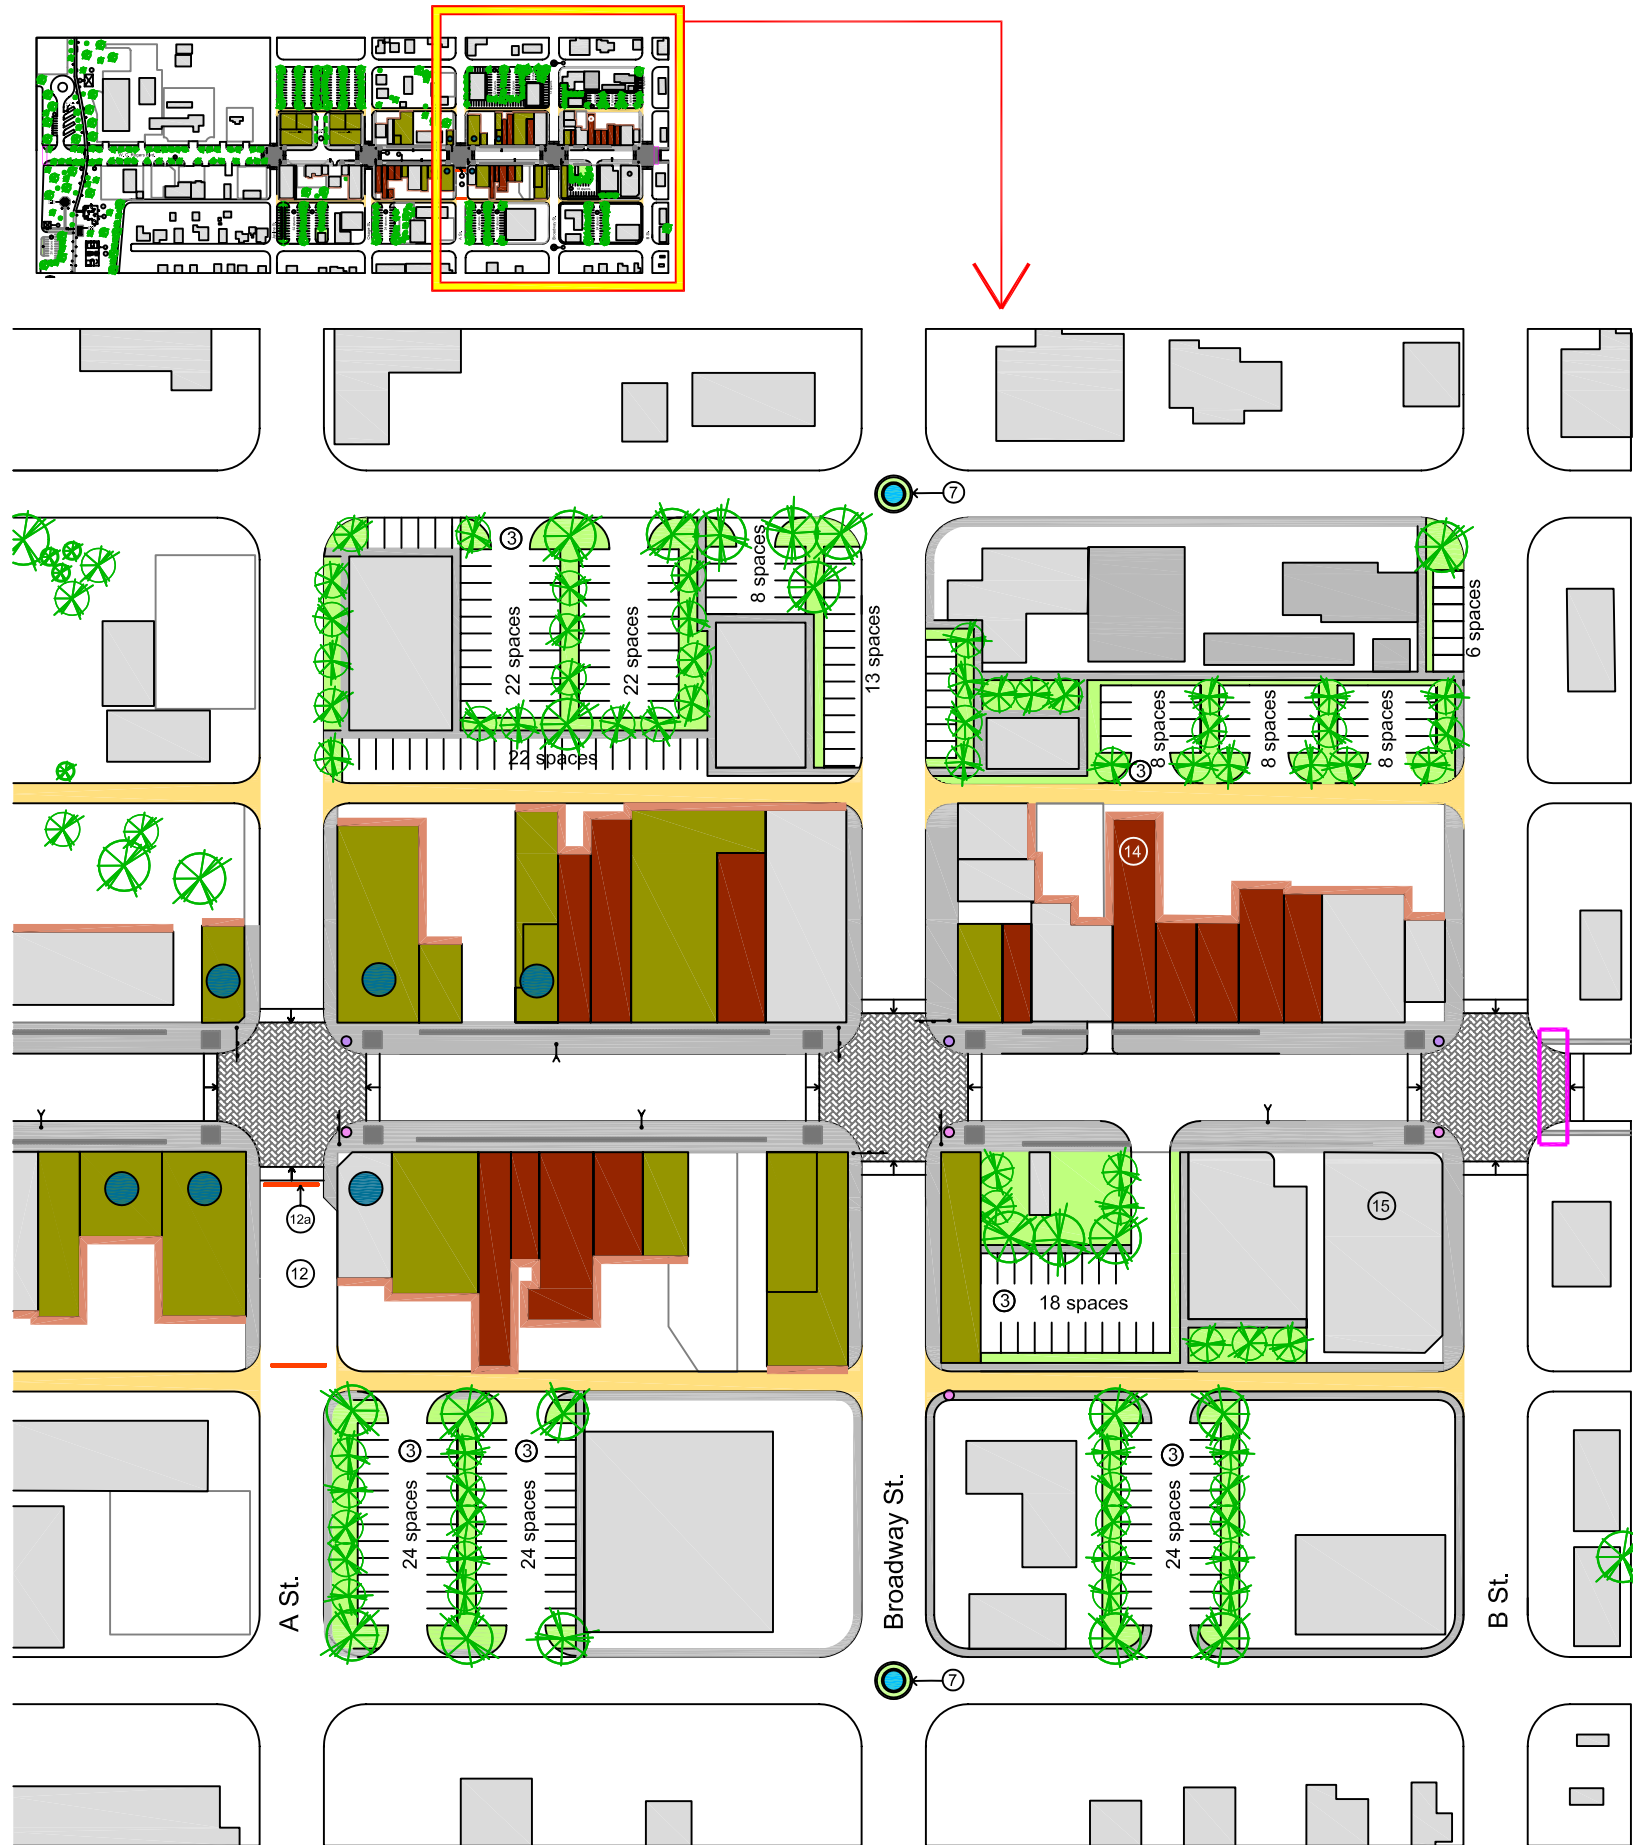 7
3
8 spaces
22 spaces
22 spaces
13 spaces
6 spaces
22 spaces
8 spaces
8 spaces
8 spaces
3
14
12a
12
15
3
18 spaces
3
3
3
24 spaces
24 spaces
24 spaces
A St.
Broadway St.
B St.
7